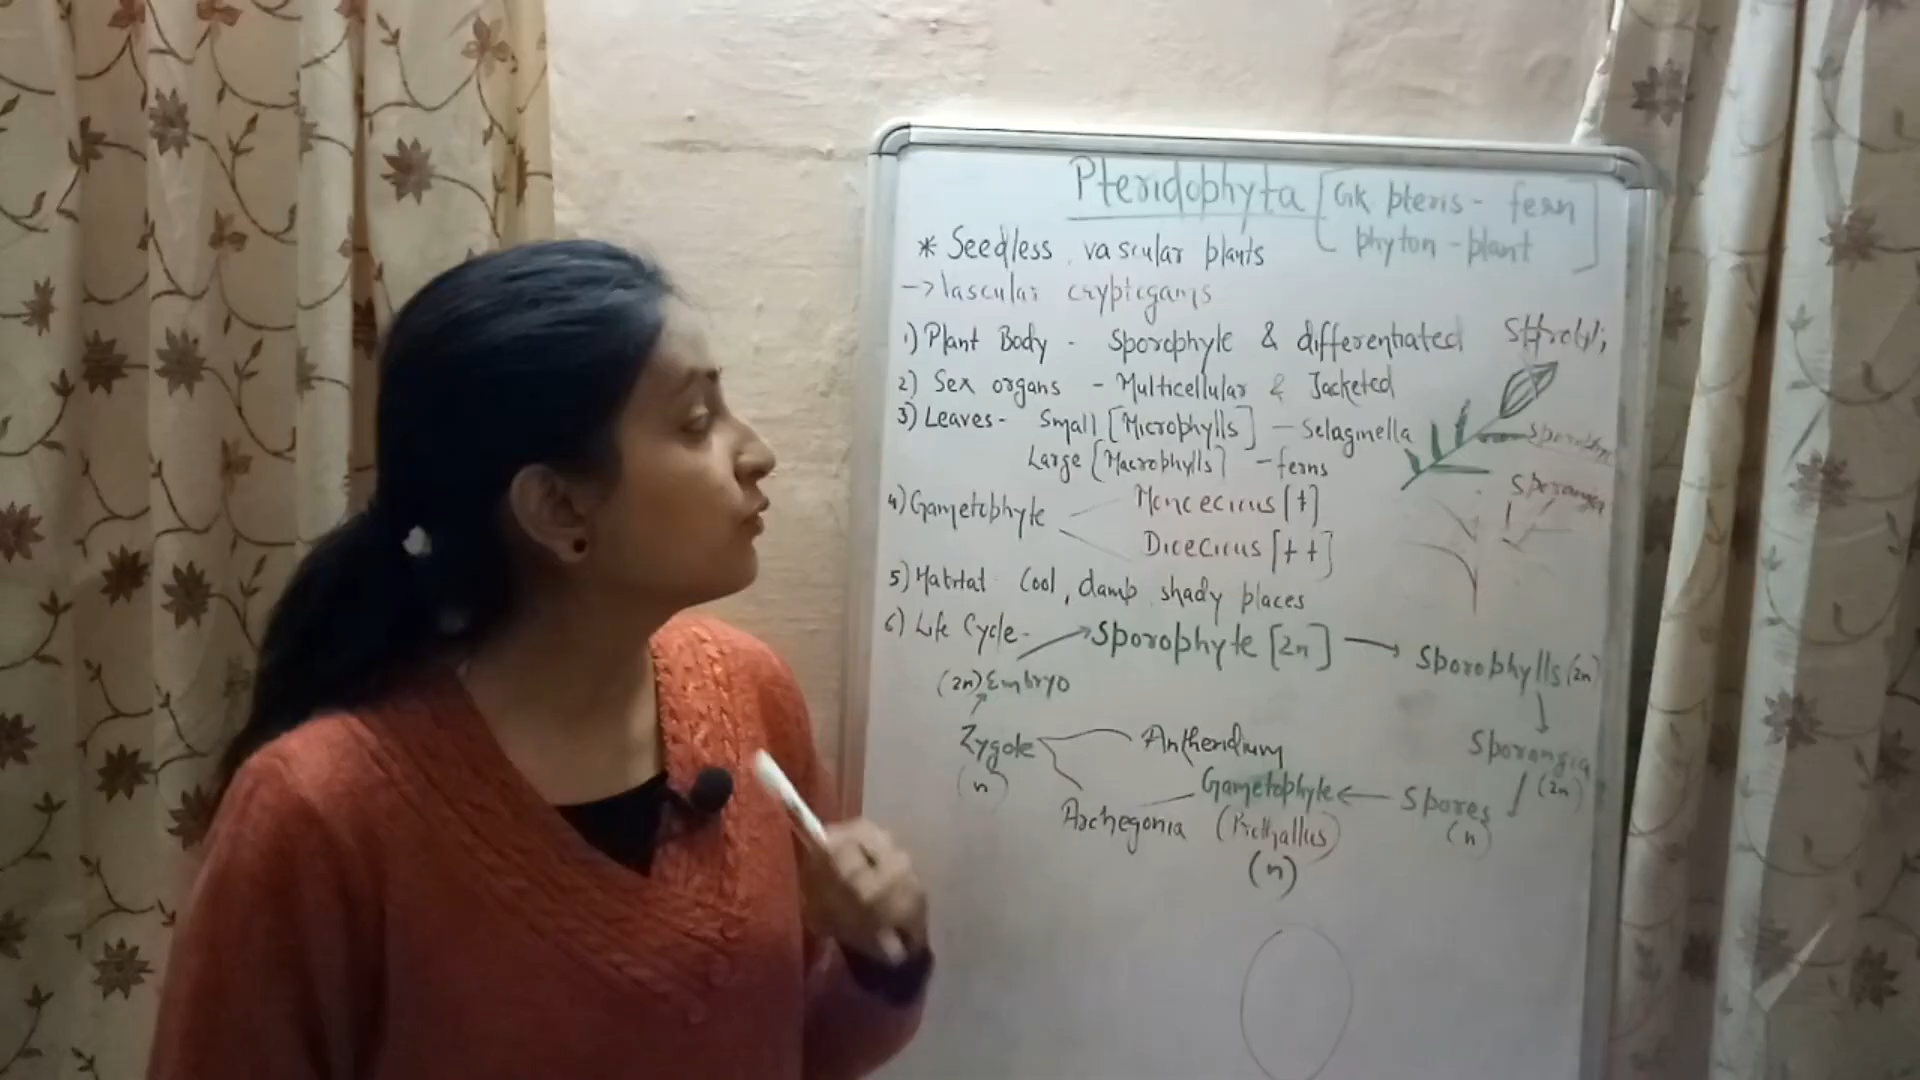 Pteridophyta [Gk pteris - fern
phyton - plant]
* Seedless vascular plants
-> Vascular cryptogams
1) Plant Body - Sporophyte & differentiated
2) Sex organs - Multicellular & Jacketed
3) Leaves - Small [Microphylls] - Selaginella
Large [Macrophylls] - ferns
4) Gametophyte
Monoecious [+]
Dioecious [++]
Sporangia
5) Habitat - Cool, damp shady places
6) Life Cycle -
Sporophyte [2n] → Sporophylls (2n)
(2n) Embryo
Zygote
(n)
Antheridium
Archegonia
Gametophyte ← Spores
(Prothallus)
(n)
(n)
Sporangia
(2n)